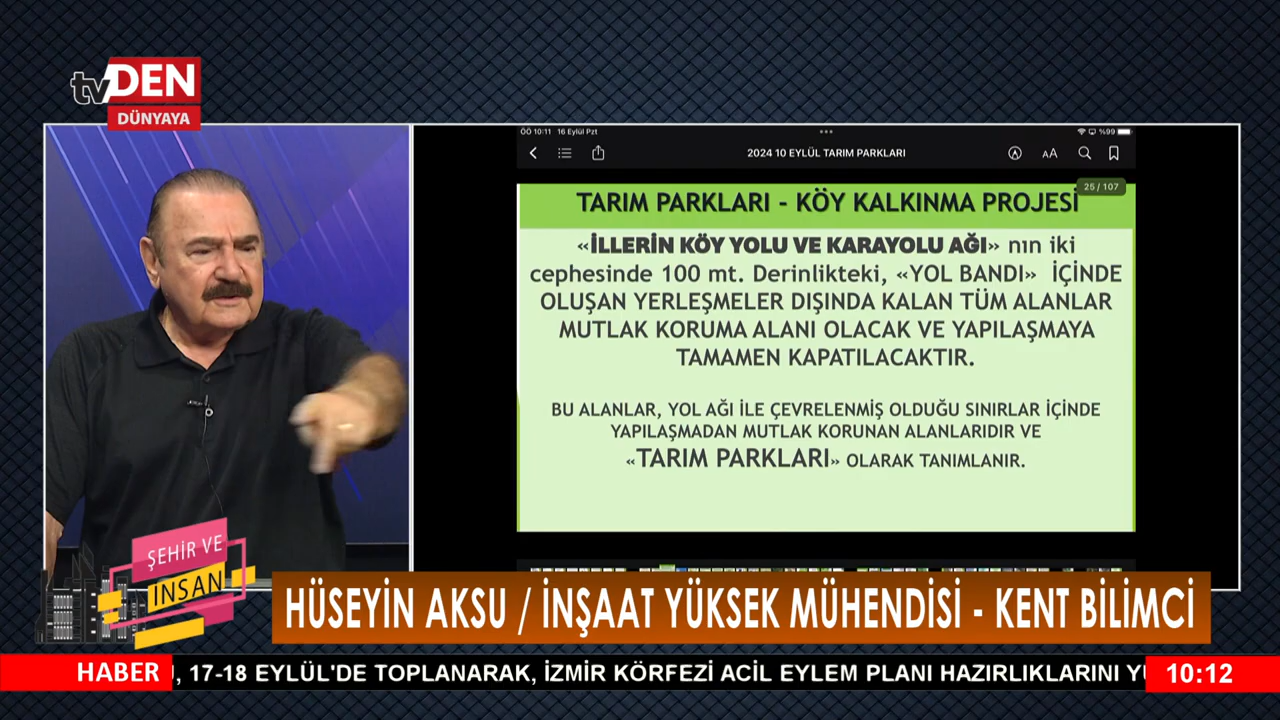 tvDEN
DÜNYAYA
ÖÖ 10:11 16 Eylül Pzt
%99
2024 10 EYLÜL TARIM PARKLARI
AA
25 / 107
TARIM PARKLARI - KÖY KALKINMA PROJESİ
«İLLERİN KÖY YOLU VE KARAYOLU AĞI» nın iki
cephesinde 100 mt. Derinlikteki, «YOL BANDI» İÇİNDE
OLUŞAN YERLEŞMELER DIŞINDA KALAN TÜM ALANLAR
MUTLAK KORUMA ALANI OLACAK VE YAPILAŞMAYA
TAMAMEN KAPATILACAKTIR.
BU ALANLAR, YOL AĞI İLE ÇEVRELENMİŞ OLDUĞU SINIRLAR İÇİNDE
YAPILAŞMADAN MUTLAK KORUNAN ALANLARIDIR VE
«TARIM PARKLARI» OLARAK TANIMLANIR.
ŞEHİR VE
INSAN
HÜSEYİN AKSU / İNŞAAT YÜKSEK MÜHENDİSİ - KENT BİLİMCİ
HABER , 17-18 EYLÜL'DE TOPLANARAK, İZMİR KÖRFEZİ ACİL EYLEM PLANI HAZIRLIKLARINI 10:12